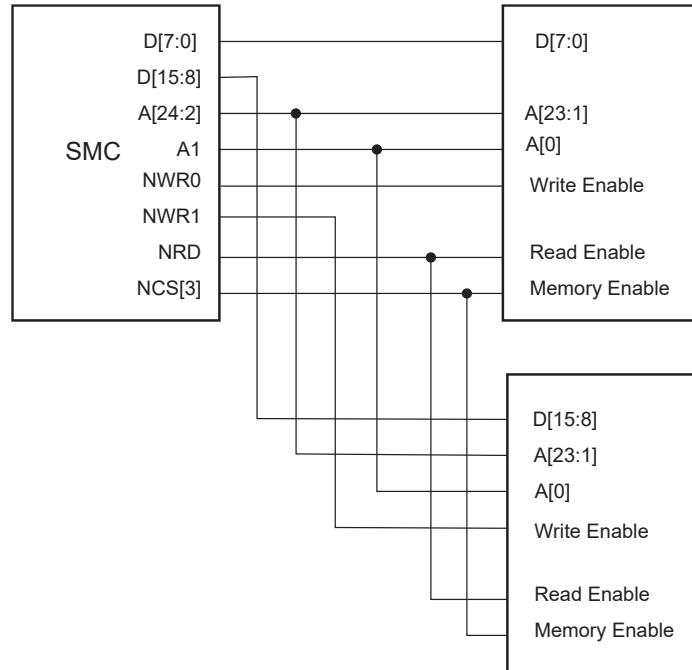 SMC
D[7:0]
D[15:8]
A[24:2]
A1
NWR0
NWR1
NRD
NCS[3]
D[7:0]
A[23:1]
A[0]
Write Enable
Read Enable
Memory Enable
D[15:8]
A[23:1]
A[0]
Write Enable
Read Enable
Memory Enable